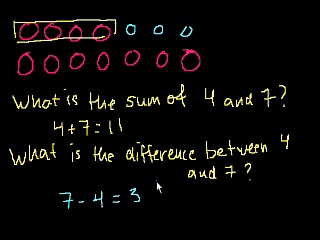 What is the sum of 4 and 7?
4+7=11
What is the difference between 4
and 7?
7-4=3